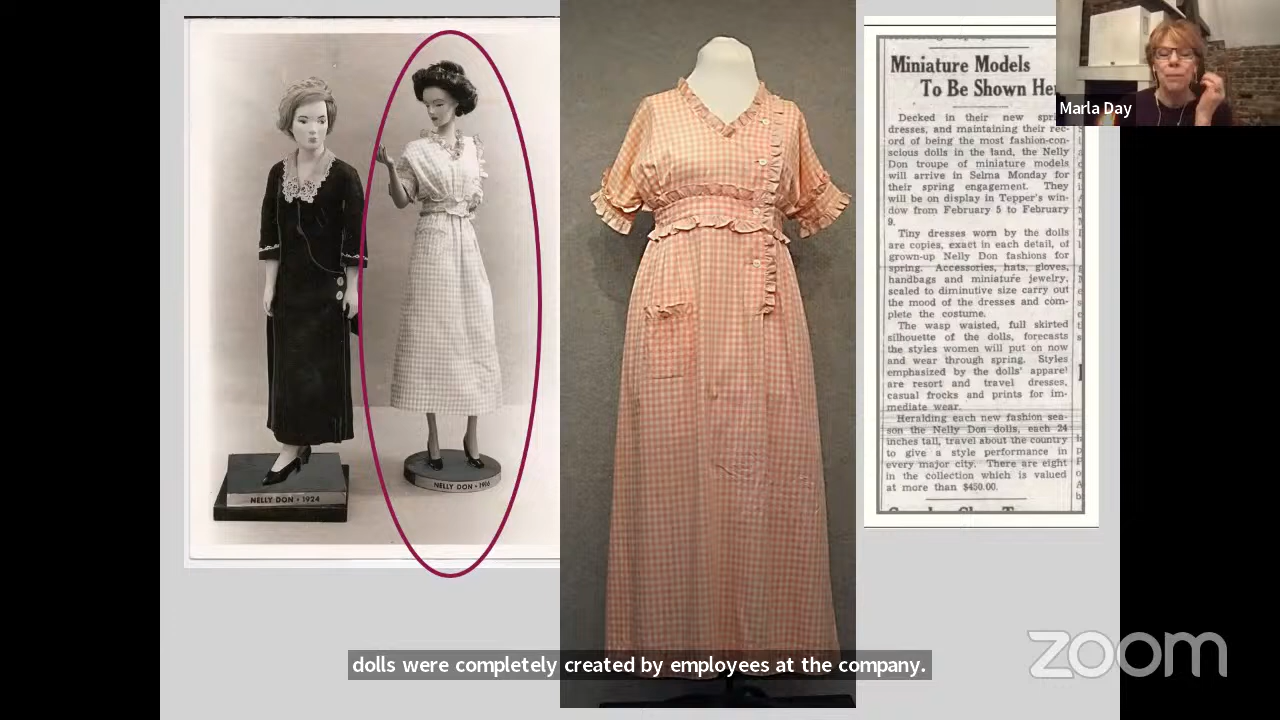 NELLY DON • 1924
NELLY DON • 1916
Miniature Models
To Be Shown
Decked in their new
dresses, and maintaining their rec-
ord of being the most fashion-con-
scious dolls in the land, the Nelly
Don troupe of miniature models
will arrive in Selma Monday for
their spring engagement. They
will be on display in Tepper's win-
dow from February 5 to February
9.
Tiny dresses worn by the dolls
are copies, exact in each detail, of
grown-up Nelly Don fashions for
spring. Accessories, hats, gloves,
handbags and miniature jewelry,
scaled to diminutive size carry out
the mood of the dresses and com-
plete the costume.
The wasp waisted, full skirted
silhouette of the dolls, forecasts
the styles women will put on now
and wear through spring. Styles
emphasized by the dolls' apparel
are resort and travel dresses,
casual frocks and prints for im-
mediate wear.
Heralding each new fashion sea-
son the Nelly Don dolls, each 24
inches tall, travel about the country
to give a style performance in
every major city. There are eight
in the collection which is valued
at more than $450.00.
Marla Day
dolls were completely created by employees at the company.
zoom